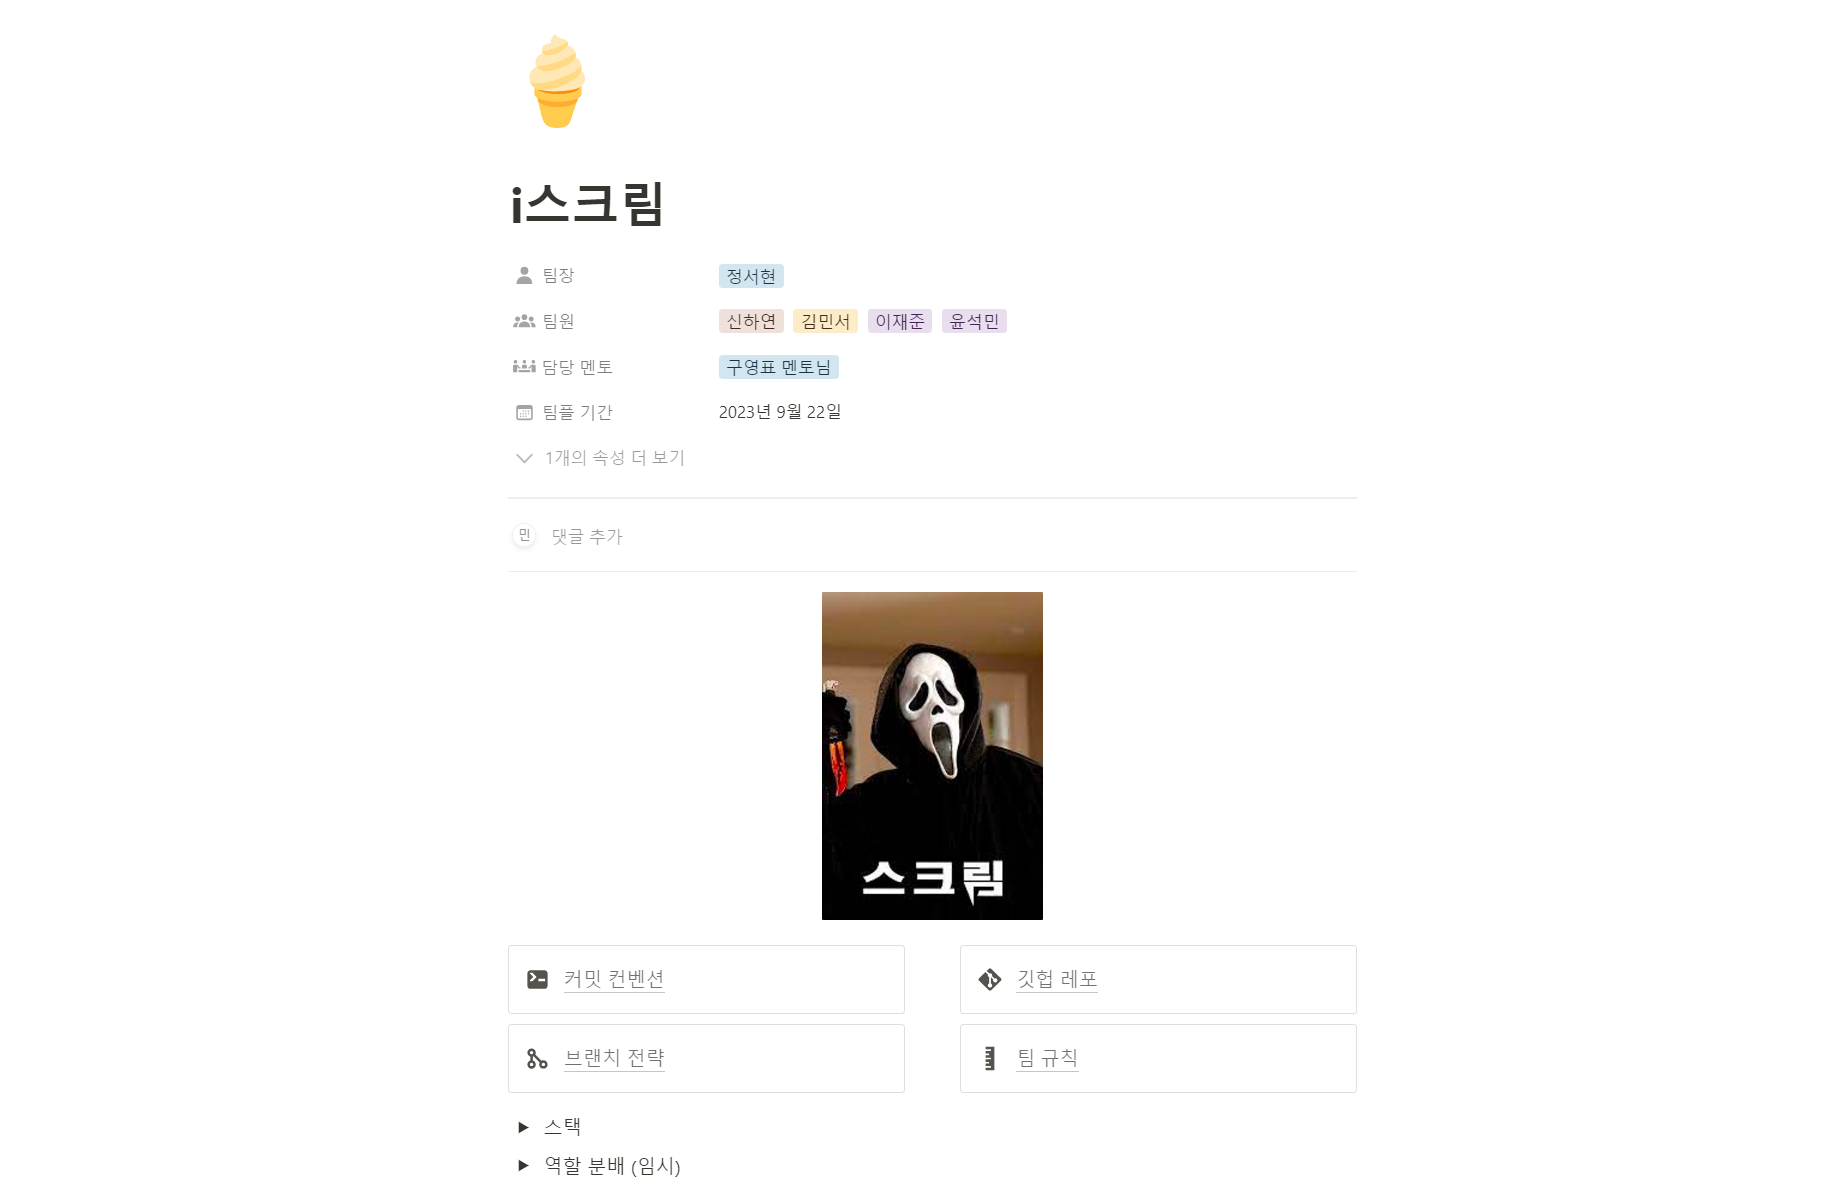 i스크림
팀장 정서현
팀원 신하연 김민서 이재준 윤석민
담당 멘토 구영표 멘토님
팀플 기간 2023년 9월 22일
1개의 속성 더 보기
민 댓글 추가
스크림
커밋 컨벤션
깃헙 레포
브랜치 전략
팀 규칙
스택
역할 분배 (임시)